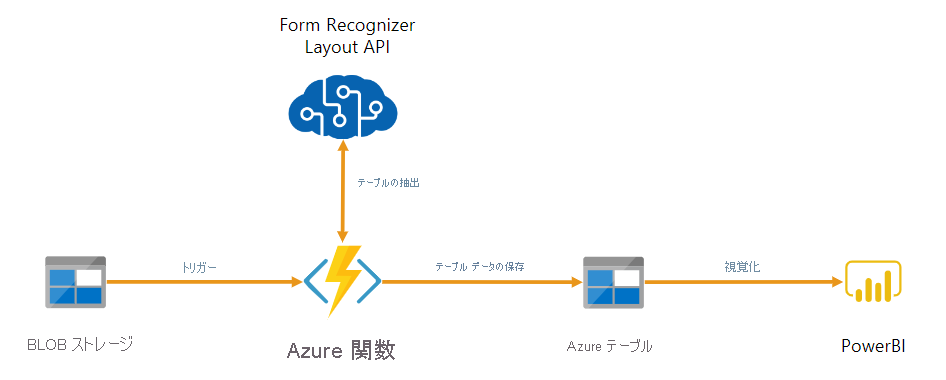 Form Recognizer
Layout API
テーブルの抽出
トリガー
テーブル データの保存
視覚化
BLOB ストレージ
Azure 関数
Azure テーブル
PowerBI